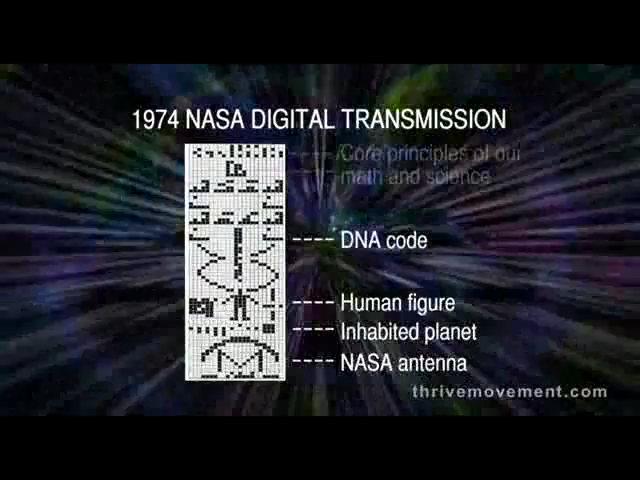 1974 NASA DIGITAL TRANSMISSION
Core principles of our
math and science
DNA code
Human figure
Inhabited planet
NASA antenna
thrivemovement.com